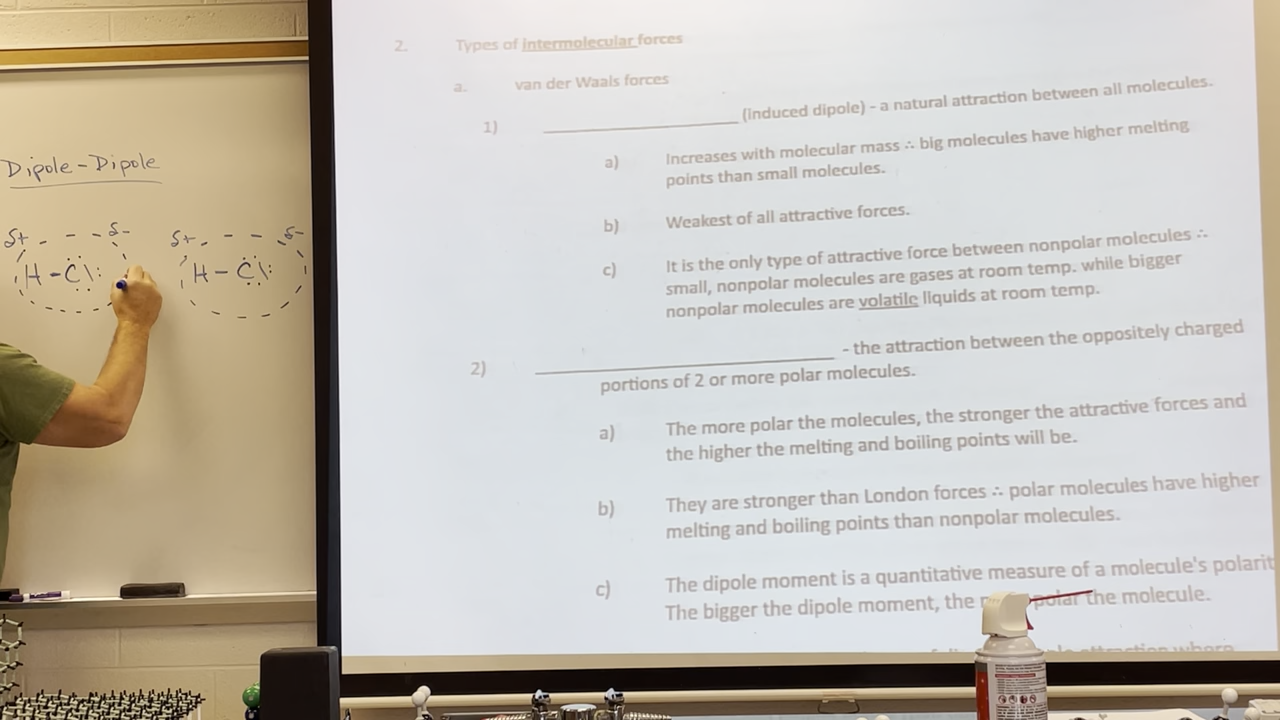 Dipole-Dipole
δ+ δ- δ+ δ-
H-Cl: H-Cl:
2. Types of intermolecular forces
a. van der Waals forces
1) ____________________ (induced dipole) - a natural attraction between all molecules.
a) Increases with molecular mass ∴ big molecules have higher melting
points than small molecules.
b) Weakest of all attractive forces.
c) It is the only type of attractive force between nonpolar molecules ∴
small, nonpolar molecules are gases at room temp. while bigger
nonpolar molecules are volatile liquids at room temp.
2) ______________________________ - the attraction between the oppositely charged
portions of 2 or more polar molecules.
a) The more polar the molecules, the stronger the attractive forces and
the higher the melting and boiling points will be.
b) They are stronger than London forces ∴ polar molecules have higher
melting and boiling points than nonpolar molecules.
c) The dipole moment is a quantitative measure of a molecule's polarit
The bigger the dipole moment, the polar the molecule.
attraction where